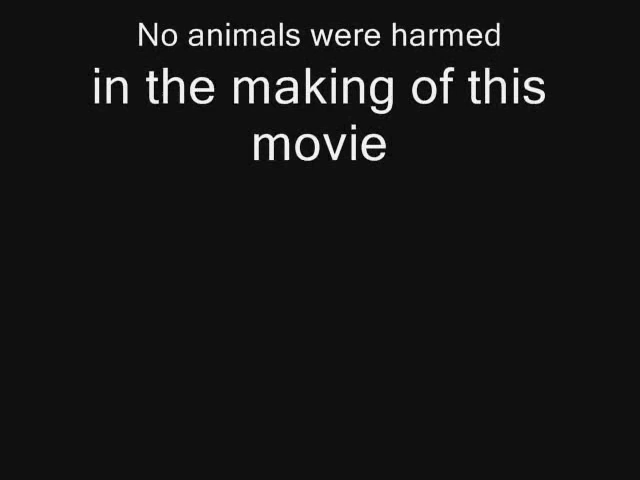 No animals were harmed
in the making of this
movie